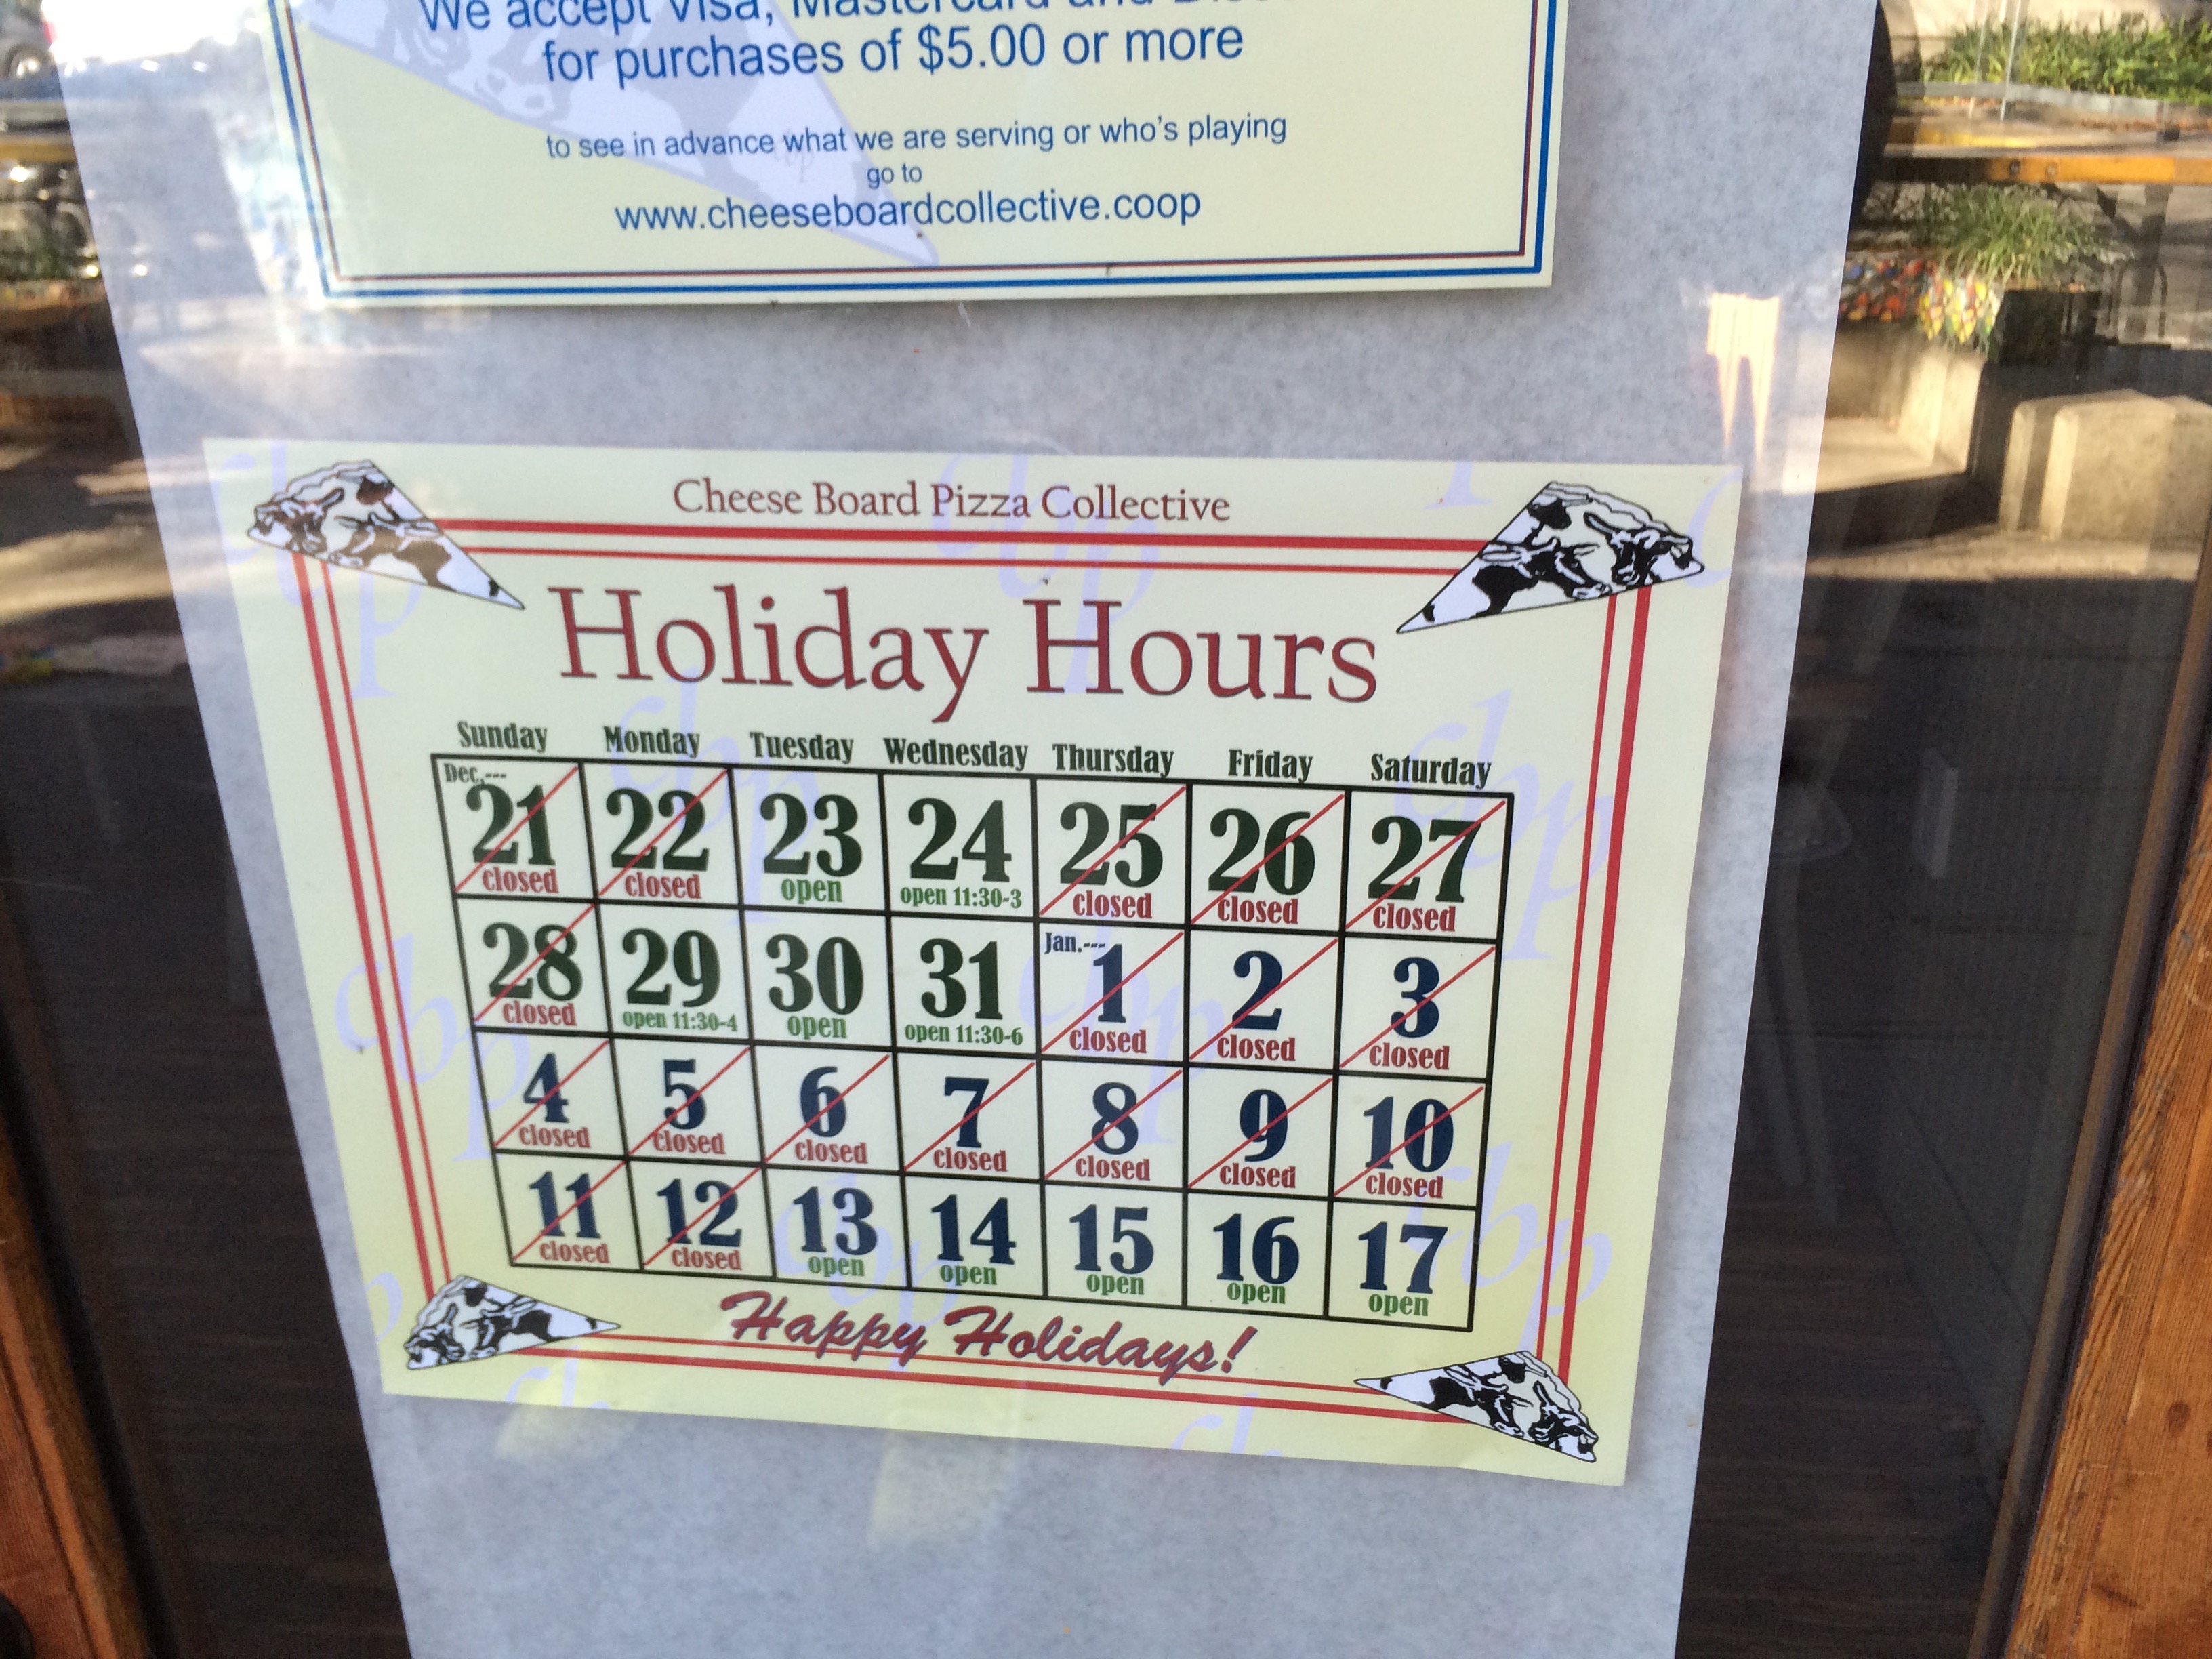 We accept Visa, Mastercard and
for purchases of $5.00 or more
to see in advance what we are serving or who's playing
go to
www.cheeseboardcollective.coop
Cheese Board Pizza Collective
Holiday Hours
Sunday Monday Tuesday Wednesday Thursday Friday Saturday
Dec.---
21 22 23 24 25 26 27
closed closed open open 11:30-3 closed closed closed
Jan.---
28 29 30 31 1 2 3
closed open 11:30-4 open open 11:30-6 closed closed closed
4 5 6 7 8 9 10
closed closed closed closed closed closed closed
11 12 13 14 15 16 17
closed closed open open open open open
Happy Holidays!